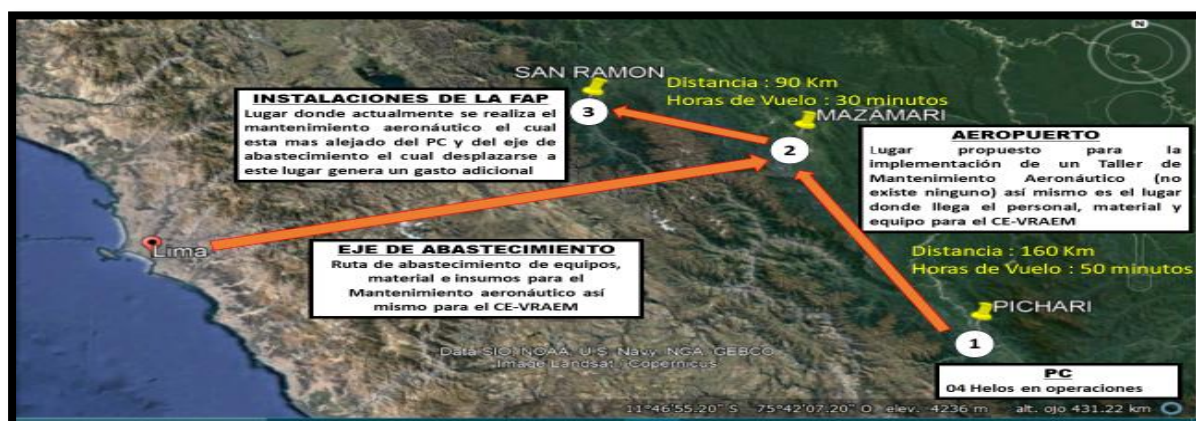 N
SAN RAMON
Distancia : 90 Km
Horas de Vuelo : 30 minutos
MAZAMARI
INSTALACIONES DE LA FAP
Lugar donde actualmente se realiza el
mantenimiento aeronáutico el cual
esta mas alejado del PC y del eje de
abastecimiento el cual desplazarse a
este lugar genera un gasto adicional
3
2
AEROPUERTO
Lugar propuesto para la
implementación de un Taller de
Mantenimiento Aeronáutico (no
existe ninguno) así mismo es el lugar
donde llega el personal, material y
equipo para el CE-VRAEM
Lima
EJE DE ABASTECIMIENTO
Ruta de abastecimiento de equipos,
material e insumos para el
Mantenimiento aeronáutico así
mismo para el CE-VRAEM
Distancia : 160 Km
Horas de Vuelo : 50 minutos
PICHARI
1
PC
04 Helos en operaciones
Data SIO, NOAA, U.S. Navy, NGA, GEBCO
Image Landsat / Copernicus
11°46'55.20" S 75°42'07.20" O elev. 4236 m alt. ojo 431.22 km